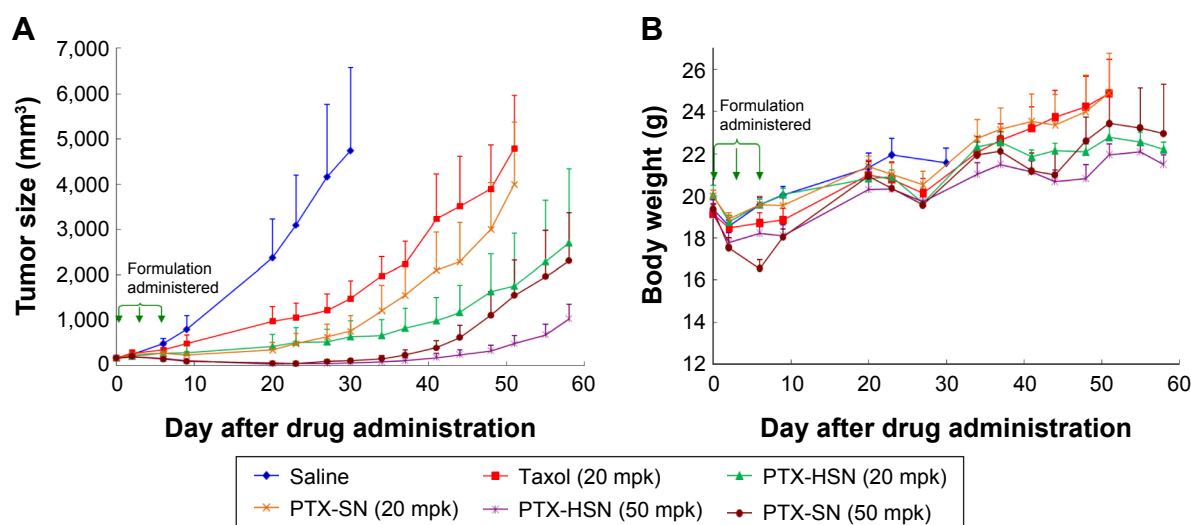 A
Tumor size (mm³)
7,000
6,000
5,000
4,000
3,000
2,000
1,000
0
Formulation
administered
0
10
20
30
40
50
60
Day after drug administration
B
Body weight (g)
26
24
22
20
18
16
14
12
Formulation
administered
0
10
20
30
40
50
60
Day after drug administration
Saline
Taxol (20 mpk)
PTX-HSN (20 mpk)
PTX-SN (20 mpk)
PTX-HSN (50 mpk)
PTX-SN (50 mpk)